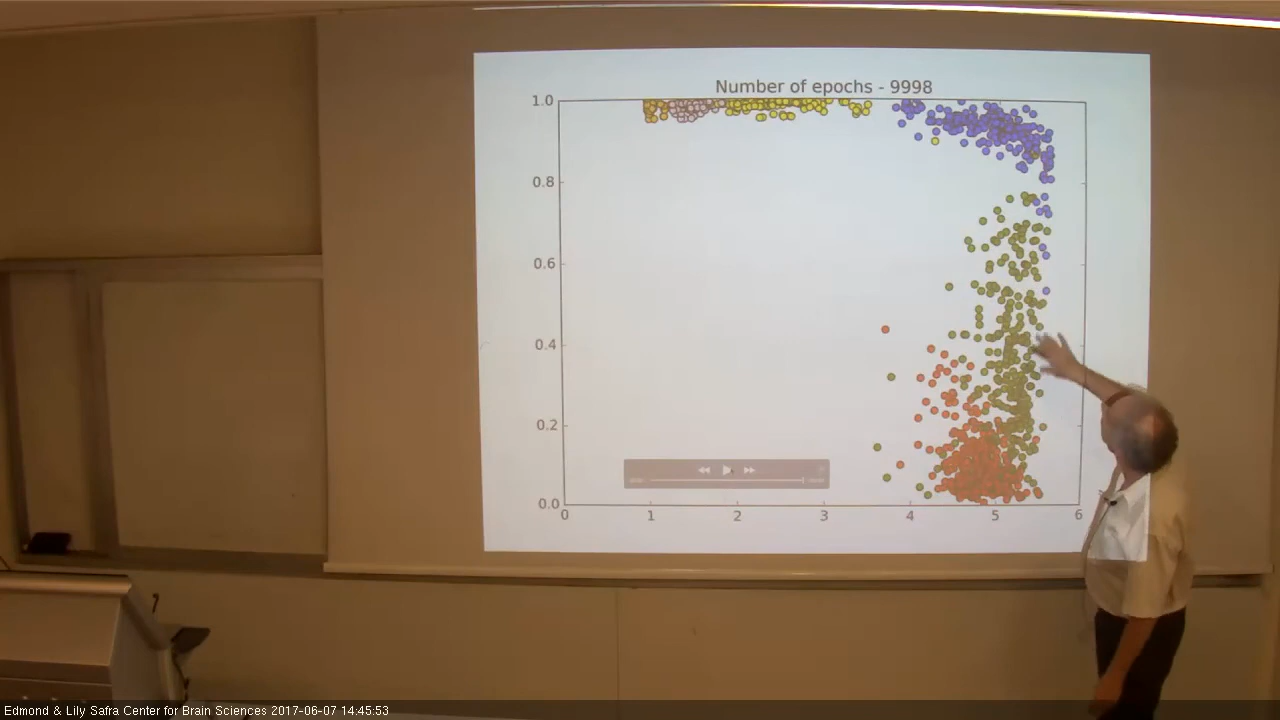 Number of epochs - 9998
1.0
0.8
0.6
0.4
0.2
0.0
0 1 2 3 4 5 6
Edmond & Lily Safra Center for Brain Sciences 2017-06-07 14:45:53